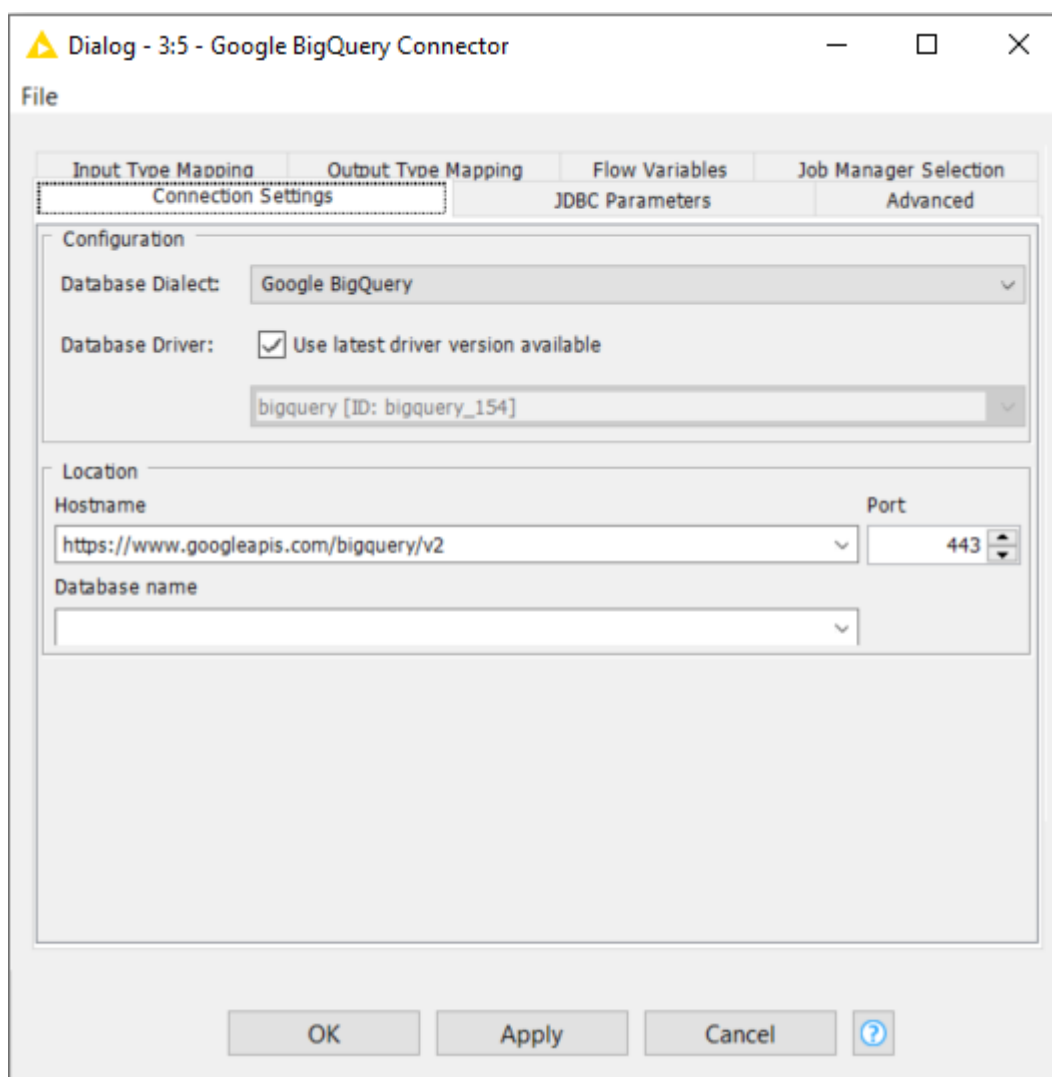 Dialog - 3:5 - Google BigQuery Connector
File
Input Type Mapping Output Type Mapping Flow Variables Job Manager Selection
Connection Settings JDBC Parameters Advanced
Configuration
Database Dialect: Google BigQuery
Database Driver: Use latest driver version available
bigquery [ID: bigquery_154]
Location
Hostname Port
https://www.googleapis.com/bigquery/v2 443
Database name
OK Apply Cancel ?